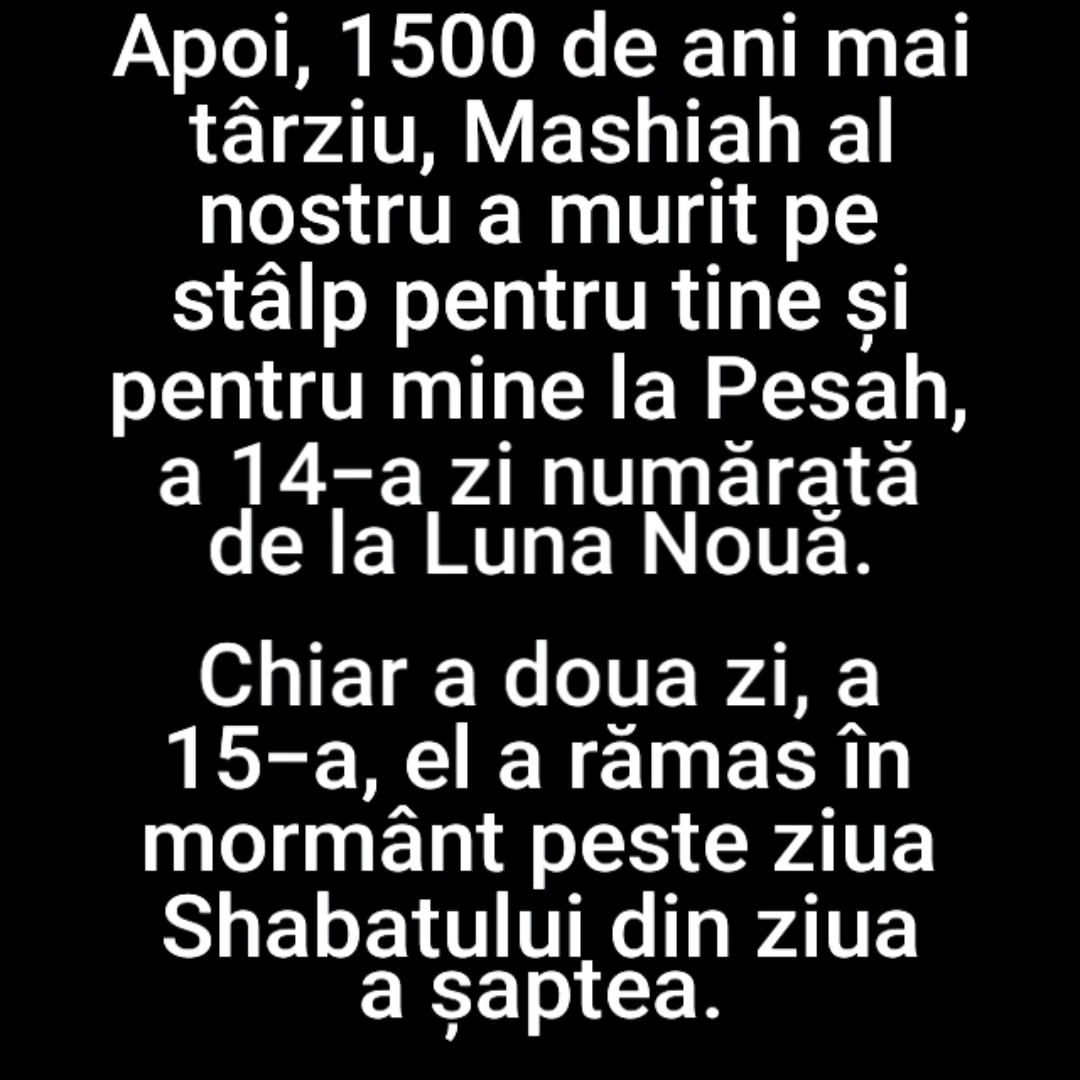 Apoi, 1500 de ani mai
târziu, Mashiah al
nostru a murit pe
stâlp pentru tine și
pentru mine la Pesah,
a 14-a zi numărată
de la Luna Nouă.
Chiar a doua zi, a
15-a, el a rămas în
mormânt peste ziua
Shabatului din ziua
a șaptea.